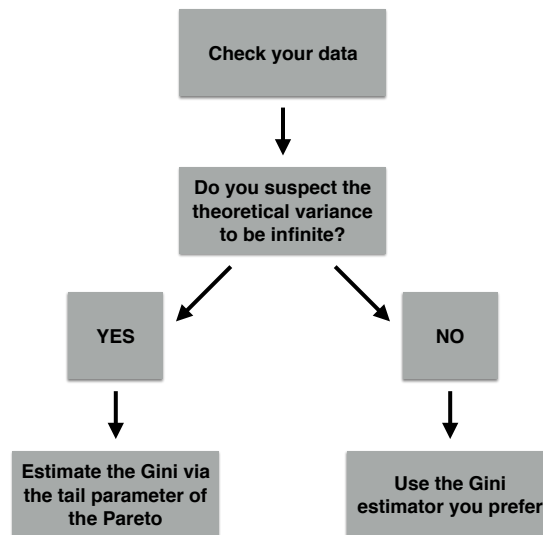 Check your data
Do you suspect the
theoretical variance
to be infinite?
YES
NO
Estimate the Gini via
the tail parameter of
the Pareto
Use the Gini
estimator you prefer